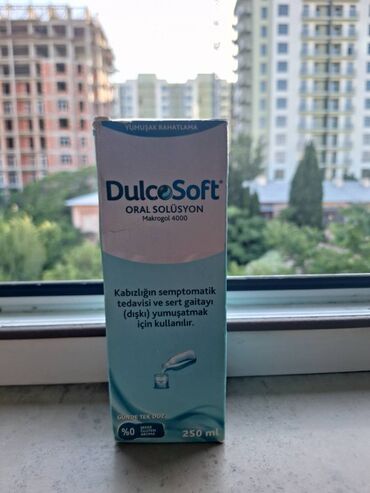 YUMUŞAK RAHATLAMA
DulcoSoft®
ORAL SOLÜSYON
Makrogol 4000
Kabızlığın semptomatik
tedavisi ve sert gaitayı
(dışkı) yumuşatmak
için kullanılır.
GÜNDE TEK DOZ
%0
250 ml